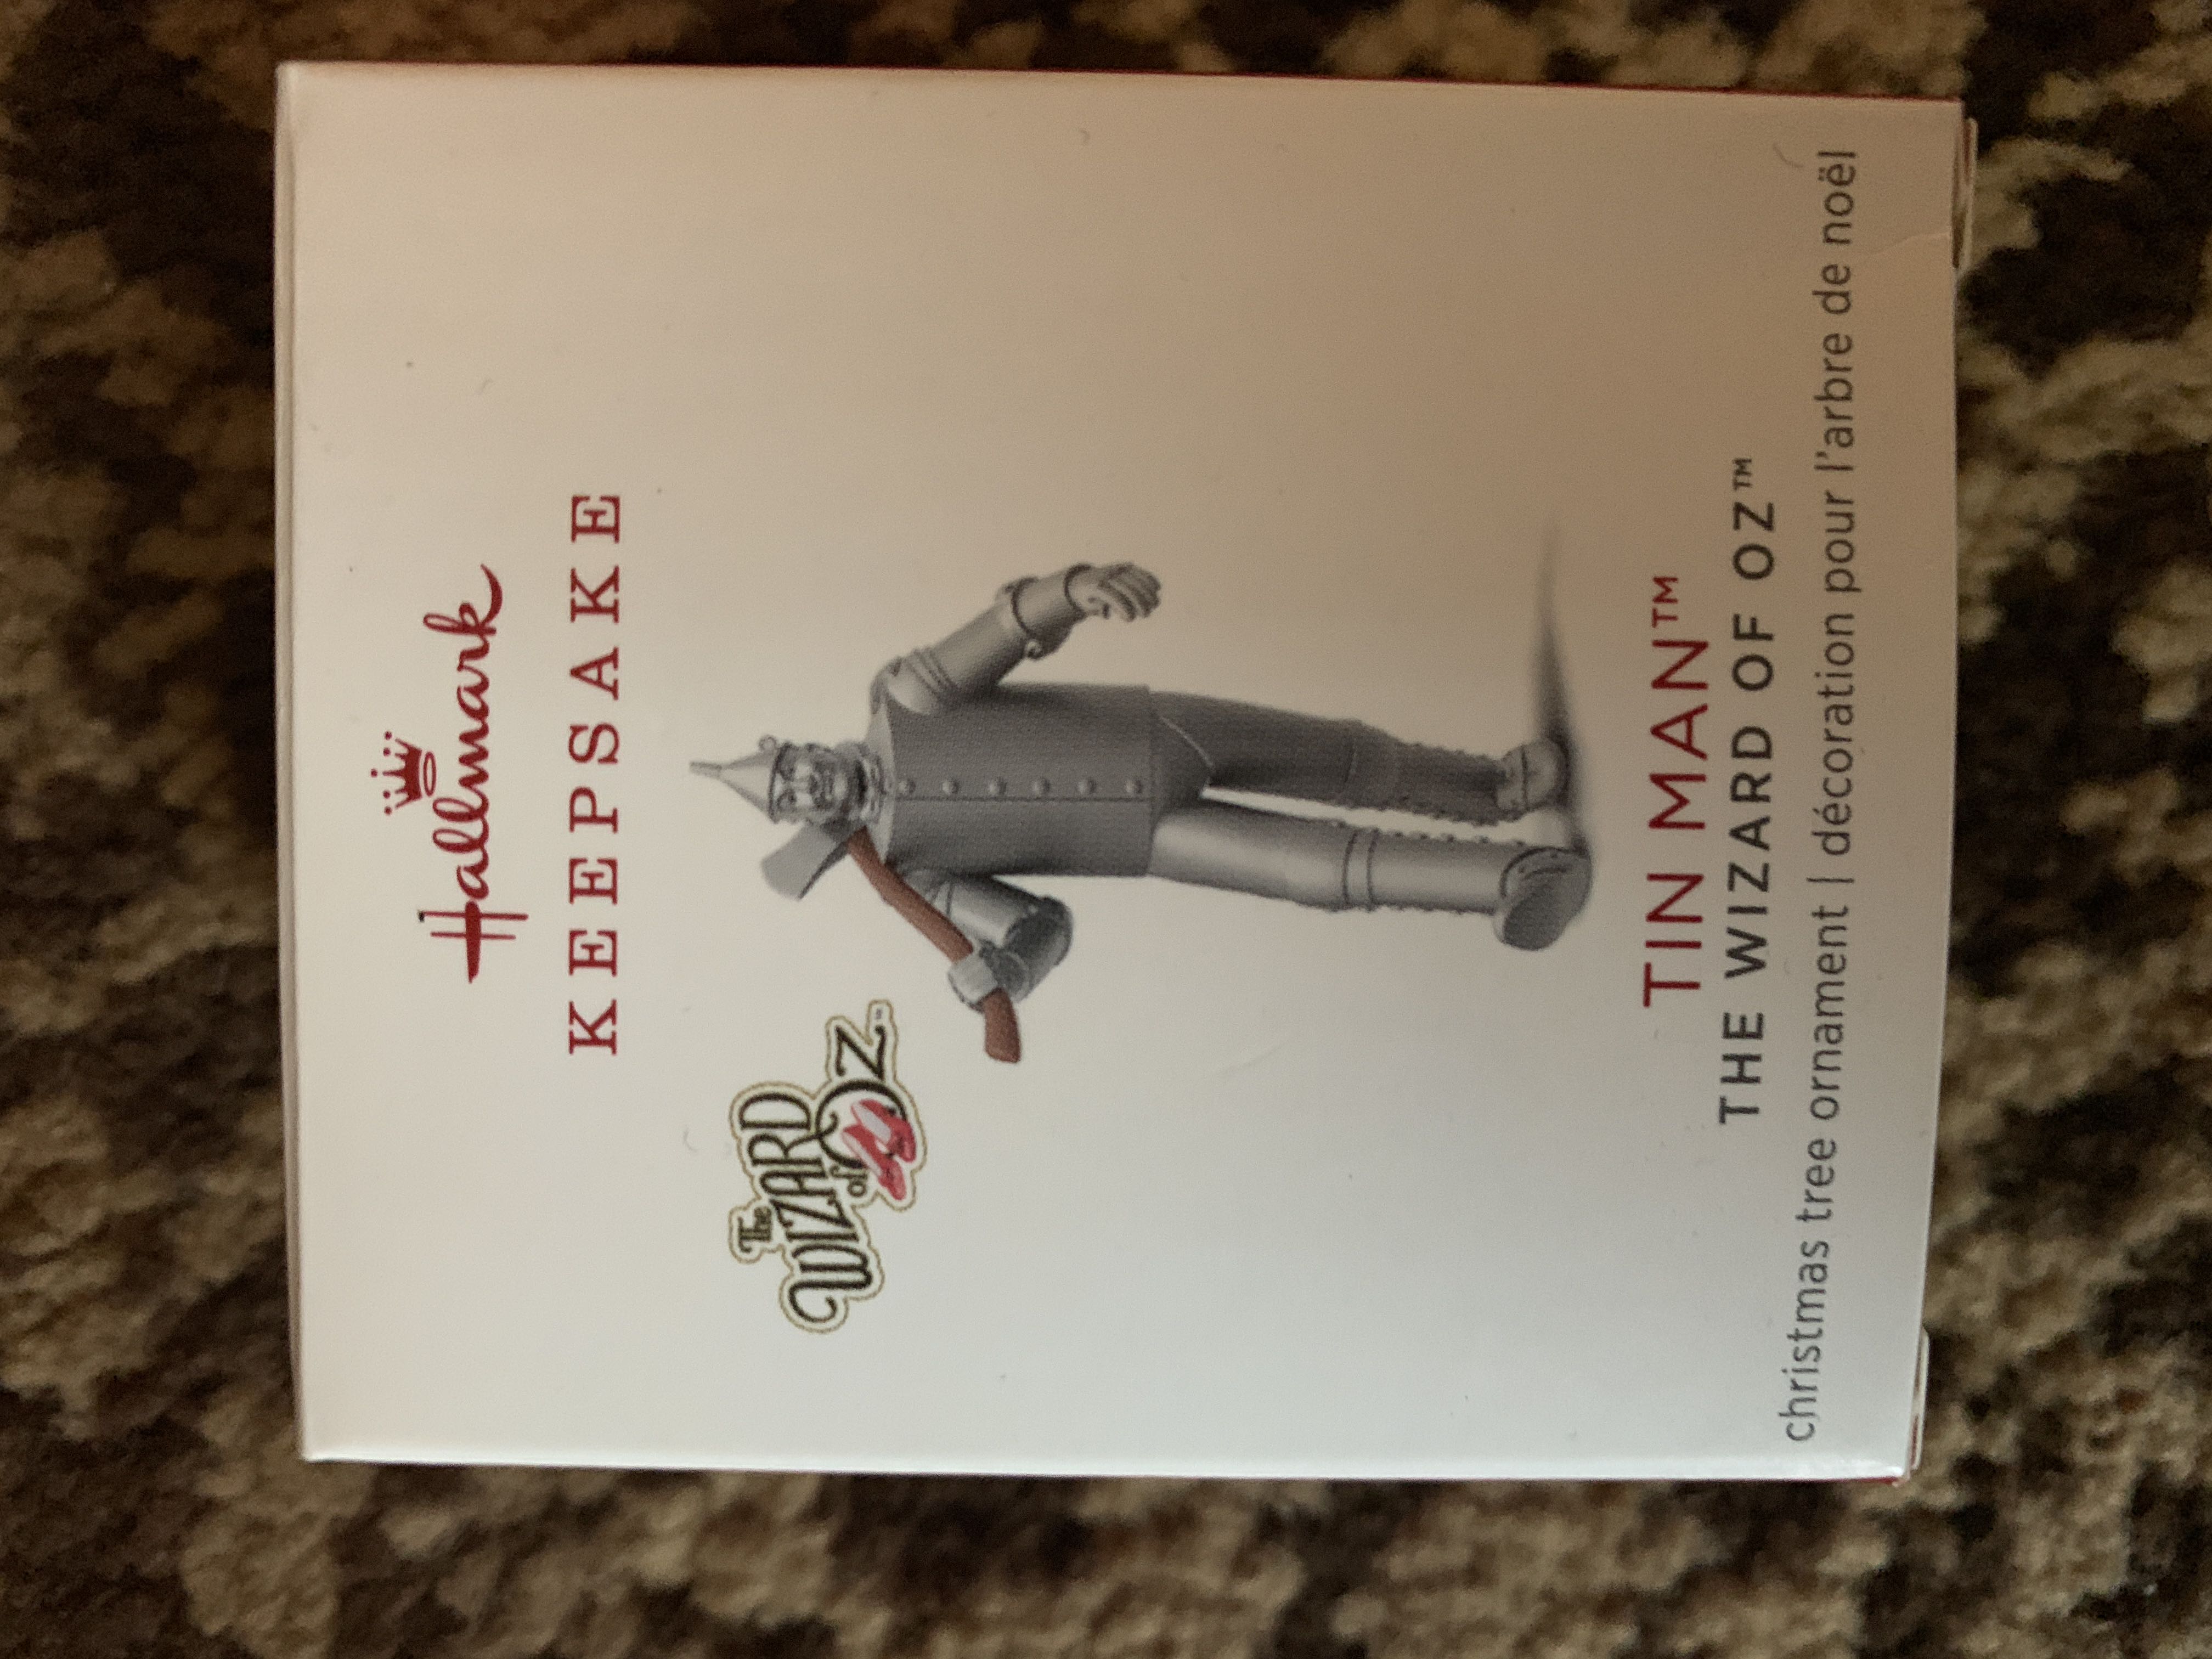 Hallmark
KEEPSAKE
The
WIZARD
of OZ™
TIN MAN™
THE WIZARD OF OZ™
christmas tree ornament | décoration pour l'arbre de noël